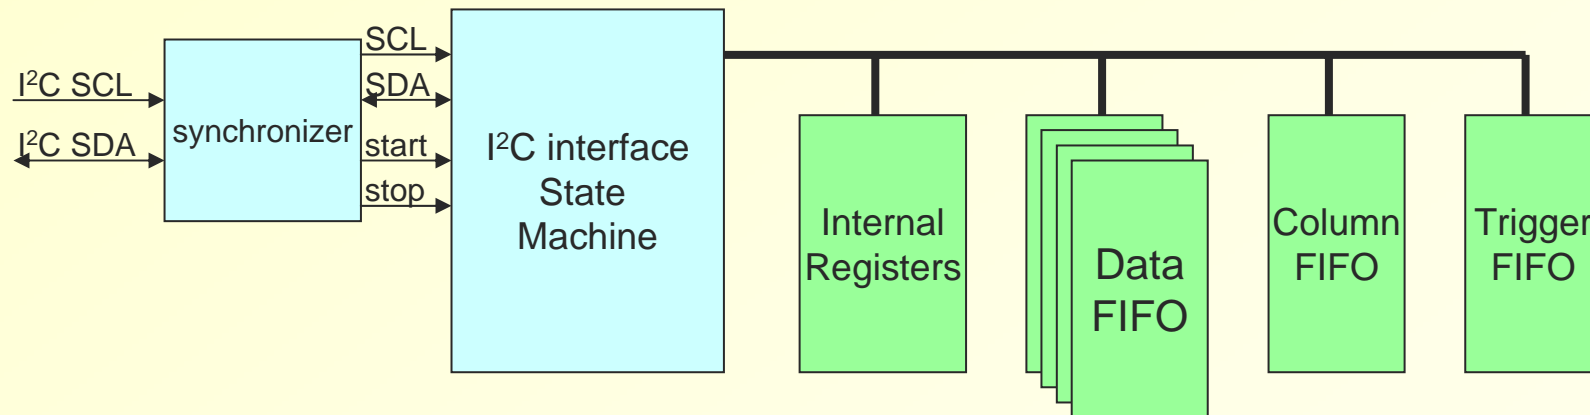 I²C SCL
I²C SDA
synchronizer
SCL
SDA
start
stop
I²C interface
State
Machine
Internal
Registers
Data
FIFO
Column
FIFO
Trigger
FIFO